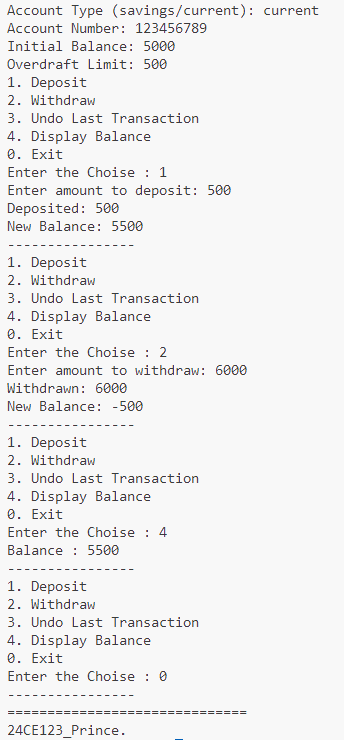 Account Type (savings/current): current
Account Number: 123456789
Initial Balance: 5000
Overdraft Limit: 500
1. Deposit
2. Withdraw
3. Undo Last Transaction
4. Display Balance
0. Exit
Enter the Choise : 1
Enter amount to deposit: 500
Deposited: 500
New Balance: 5500
----------------
1. Deposit
2. Withdraw
3. Undo Last Transaction
4. Display Balance
0. Exit
Enter the Choise : 2
Enter amount to withdraw: 6000
Withdrawn: 6000
New Balance: -500
----------------
1. Deposit
2. Withdraw
3. Undo Last Transaction
4. Display Balance
0. Exit
Enter the Choise : 4
Balance : 5500
----------------
1. Deposit
2. Withdraw
3. Undo Last Transaction
4. Display Balance
0. Exit
Enter the Choise : 0
----------------
==============================
24CE123_Prince.